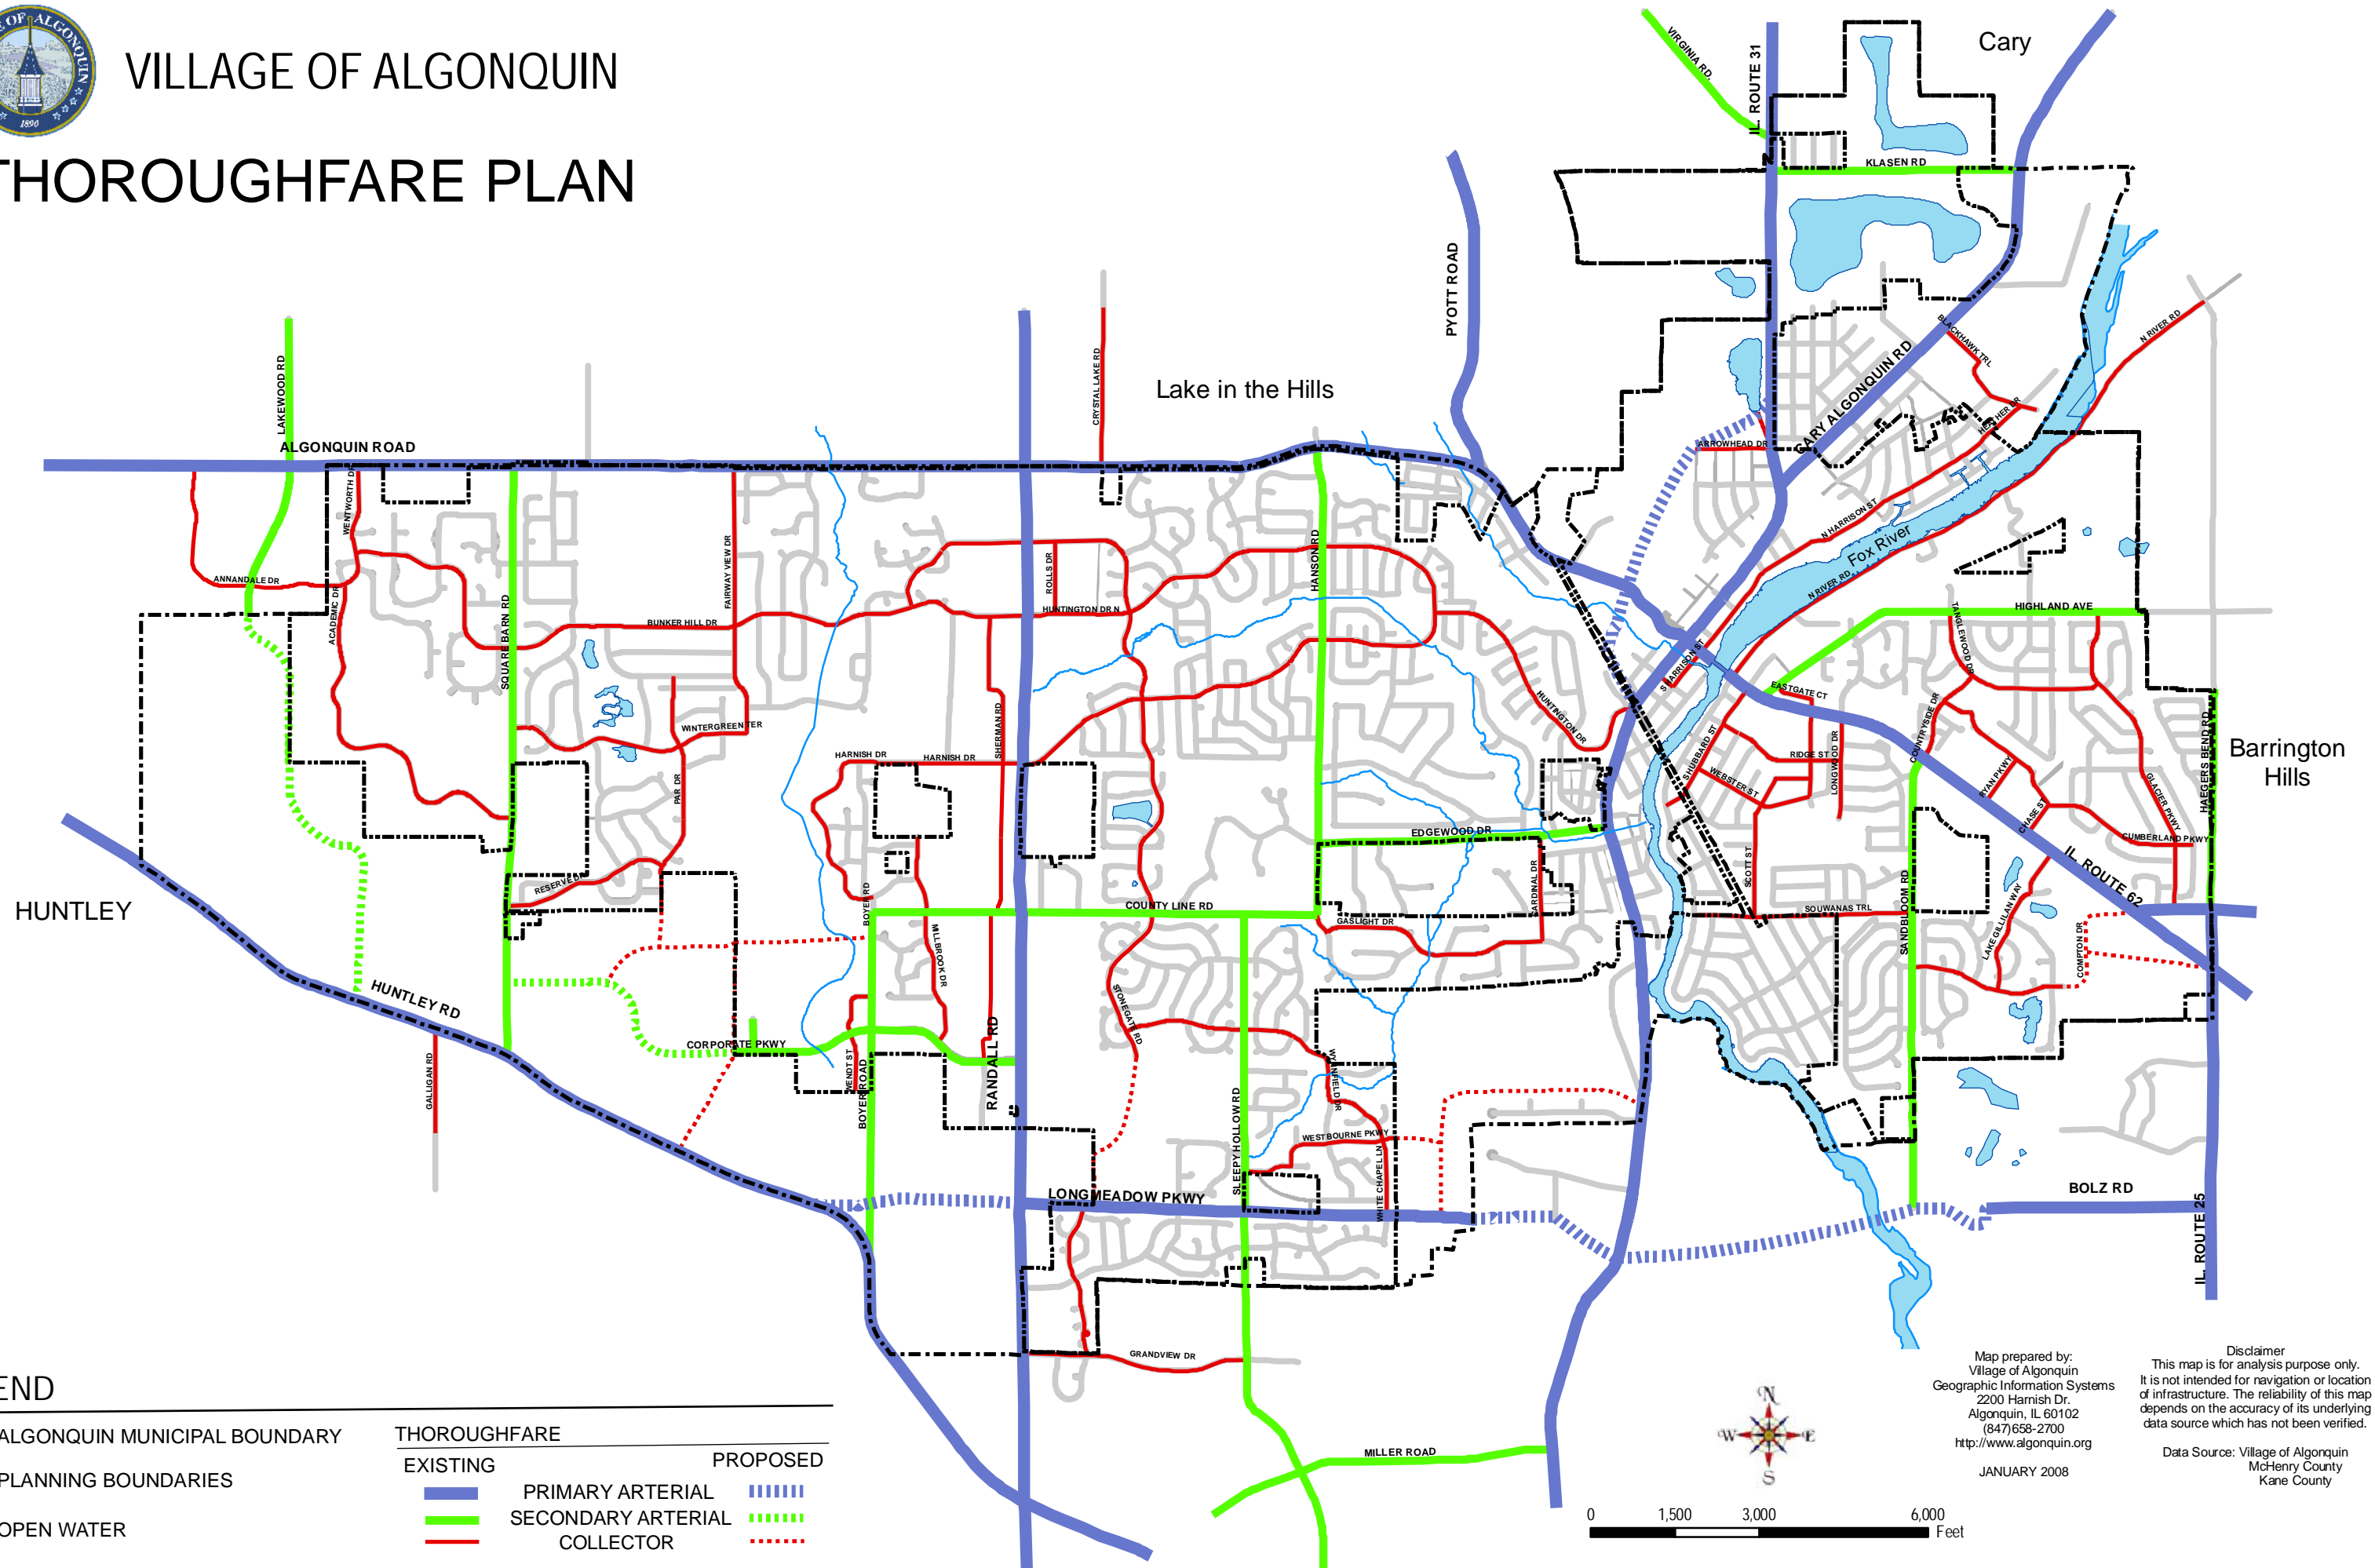 E OF ALGONQUIN
1890
VILLAGE OF ALGONQUIN
THOROUGHFARE PLAN
Cary
VIRGINIA RD.
IL. ROUTE 31
KLASEN RD
PYOTT ROAD
LAKEWOOD RD
CRYSTAL LAKE RD
Lake in the Hills
BLACKHAWK TRL
N RIVER RD
CARY ALGONQUIN RD
ALGONQUIN ROAD
ARROWHEAD DR
WENTWORTH DR
N HARRISON ST
Fox River
N RIVER RD
ANNANDALE DR
ACADEMIC DR
FAIRWAY VIEW DR
ROLLS DR
HANSON RD
HUNTINGTON DR N
BUNKER HILL DR
SQUARE BARN RD
HIGHLAND AVE
TANGLEWOOD DR
S HARRISON ST
EASTGATE CT
HUNTINGTON DR
SHERMAN RD
WINTERGREEN TER
HARNISH DR
HARNISH DR
PAR DR
S HUBBARD ST
RIDGE ST
WEBSTER ST
LONGWOOD DR
COUNTRYSIDE DR
RYAN PKWY
CHASE ST
GLACIER PKWY
HAEGERS BEND RD
Barrington
Hills
CUMBERLAND PKWY
EDGEWOOD DR
SCOTT ST
IL. ROUTE 62
HUNTLEY
RESERVE DR
BOYER RD
COUNTY LINE RD
GASLIGHT DR
CARDINAL DR
SOUWANAS TRL
SANDBLOOM RD
LAKE GILLILAN WAY
COMPTON DR
MILLBROOK DR
STONEGATE RD
HUNTLEY RD
CORPORATE PKWY
GALLIGAN RD
WENDT ST
BOYER ROAD
RANDALL RD
WYNNFIELD DR
SLEEPY HOLLOW RD
WESTBOURNE PKWY
WHITE CHAPEL LN
LONGMEADOW PKWY
BOLZ RD
IL. ROUTE 25
GRANDVIEW DR
MILLER ROAD
END
ALGONQUIN MUNICIPAL BOUNDARY
PLANNING BOUNDARIES
OPEN WATER
THOROUGHFARE
EXISTING PROPOSED
PRIMARY ARTERIAL
SECONDARY ARTERIAL
COLLECTOR
N
W E
S
0 1,500 3,000 6,000
Feet
Map prepared by:
Village of Algonquin
Geographic Information Systems
2200 Harnish Dr.
Algonquin, IL 60102
(847)658-2700
http://www.algonquin.org
JANUARY 2008
Disclaimer
This map is for analysis purpose only.
It is not intended for navigation or location
of infrastructure. The reliability of this map
depends on the accuracy of its underlying
data source which has not been verified.
Data Source: Village of Algonquin
McHenry County
Kane County